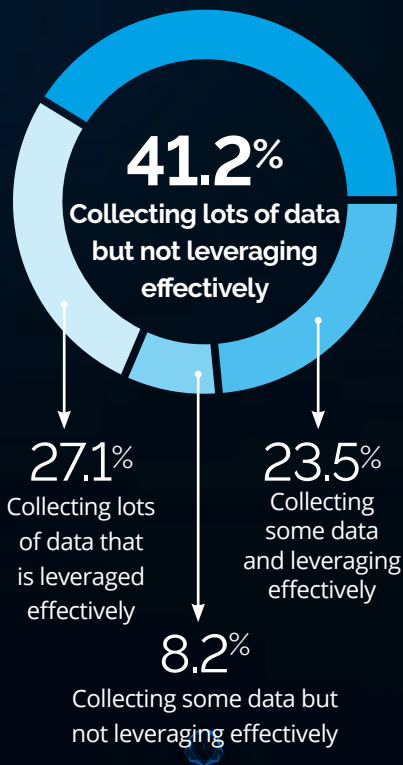 41.2%
Collecting lots of data
but not leveraging
effectively
27.1%
Collecting lots
of data that
is leveraged
effectively
23.5%
Collecting
some data
and leveraging
effectively
8.2%
Collecting some data but
not leveraging effectively